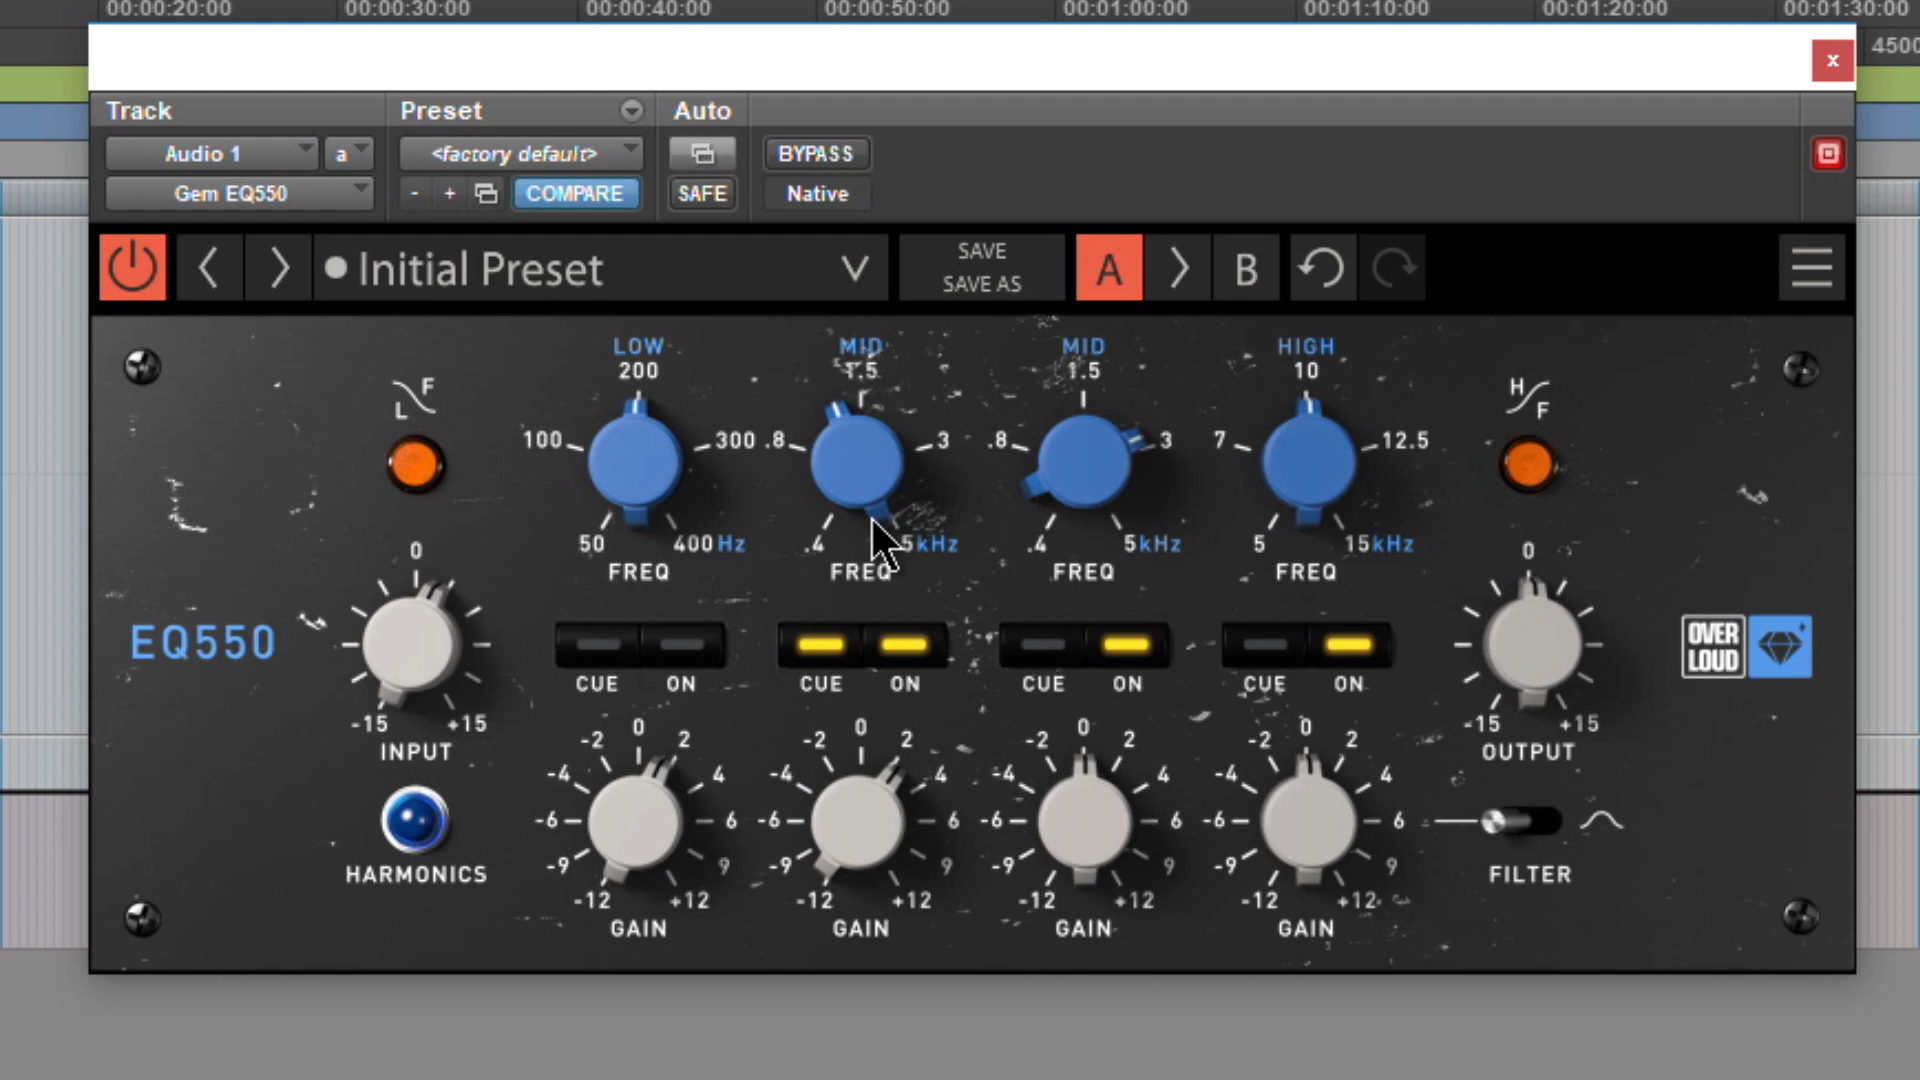 00:00:20:00 00:00:30:00 00:00:40:00 00:00:50:00 00:01:00:00 00:01:10:00 00:01:20:00 00:01:30:00
4500
x
Track Preset Auto
Audio 1 a <factory default> BYPASS
Gem EQ550 - + COMPARE SAFE Native
Initial Preset SAVE A B
SAVE AS
LOW MID MID HIGH
200 1.5 1.5 10
L F H F
100 300 .8 3 .8 3 7 12.5
50 400 Hz .4 5kHz .4 5kHz 5 15kHz
FREQ FREQ FREQ FREQ
0 0
EQ550
OVER
LOUD
CUE ON CUE ON CUE ON CUE ON
-15 +15 -15 +15
INPUT OUTPUT
-2 0 2 -2 0 2 -2 0 2 -2 0 2
-4 4 -4 4 -4 4 -4 4
-6 6 -6 6 -6 6 -6 6
-9 9 -9 9 -9 9 -9 9
HARMONICS FILTER
-12 +12 -12 +12 -12 +12 -12 +12
GAIN GAIN GAIN GAIN